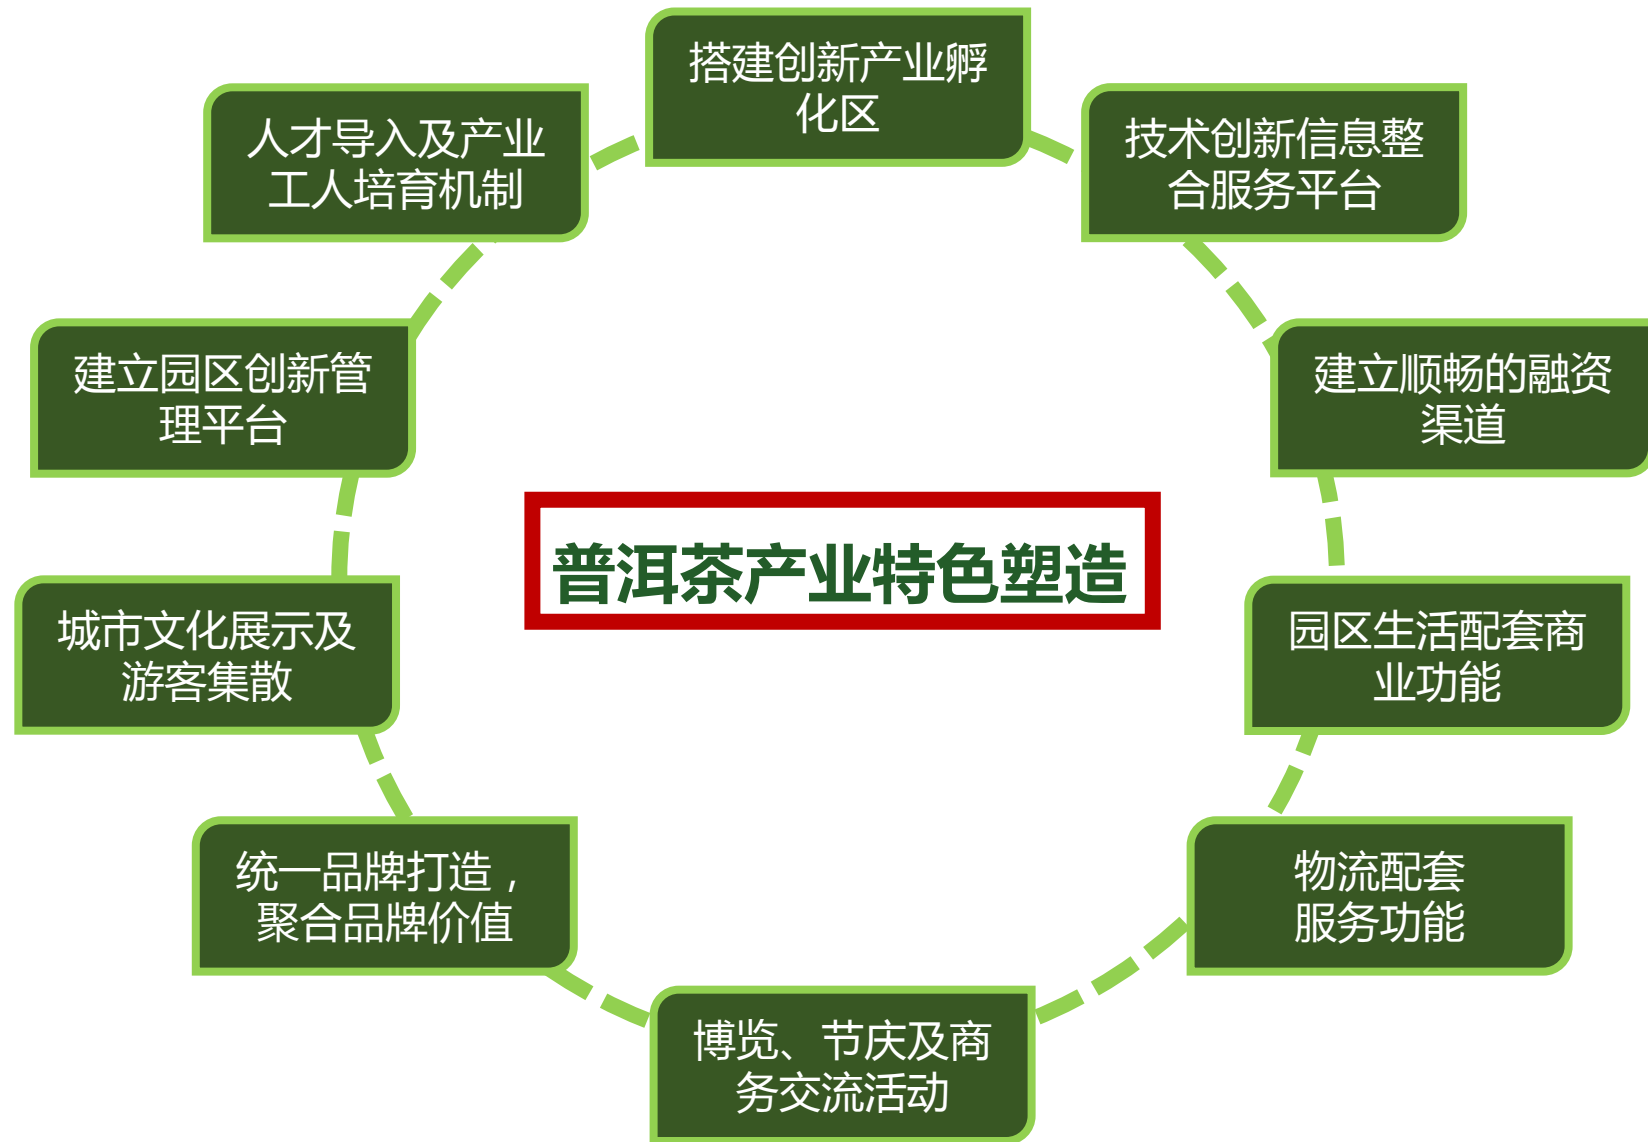 搭建创新产业孵
化区
人才导入及产业
工人培育机制
技术创新信息整
合服务平台
建立园区创新管
理平台
建立顺畅的融资
渠道
普洱茶产业特色塑造
城市文化展示及
游客集散
园区生活配套商
业功能
统一品牌打造，
聚合品牌价值
物流配套
服务功能
博览、节庆及商
务交流活动